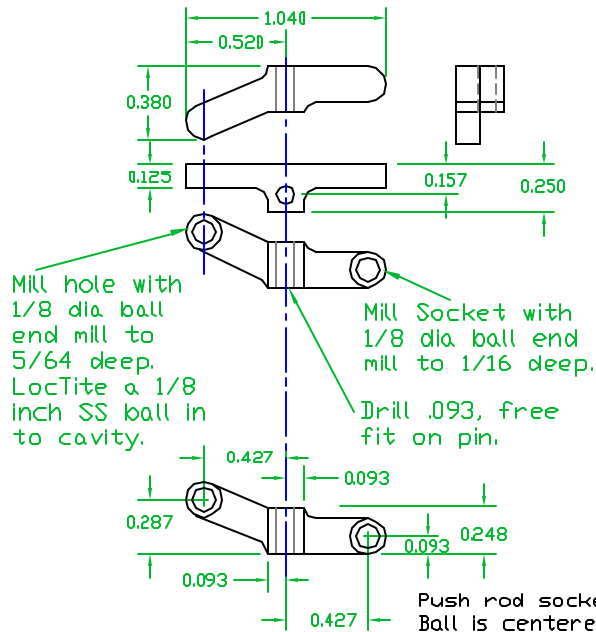 1.040
0.520
0.380
0.125
0.157
0.250
Mill hole with
1/8 dia ball
end mill to
5/64 deep.
LocTite a 1/8
inch SS ball in
to cavity.
Mill Socket with
1/8 dia ball end
mill to 1/16 deep.
Drill .093, free
fit on pin.
0.427
0.093
0.287
0.248
0.093
0.093
0.427
Push rod socke
Ball is centere